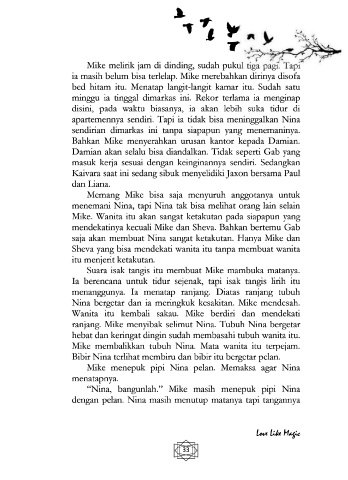 Mike melirik jam di dinding, sudah pukul tiga pagi. Tapi
ia masih belum bisa terlelap. Mike merebahkan dirinya disofa
bed hitam itu. Menatap langit-langit kamar itu. Sudah satu
minggu ia tinggal dimarkas ini. Rekor terlama ia menginap
disini, pada waktu biasanya, ia akan lebih suka tidur di
apartemennya sendiri. Tapi ia tidak bisa meninggalkan Nina
sendirian dimarkas ini tanpa siapapun yang menemaninya.
Bahkan Mike menyerahkan urusan kantor kepada Damian.
Damian akan selalu bisa diandalkan. Tidak seperti Gab yang
masuk kerja sesuai dengan keinginannya sendiri. Sedangkan
Kaivara saat ini sedang sibuk menyelidiki Jaxon bersama Paul
dan Liana.
Memang Mike bisa saja menyuruh anggotanya untuk
menemani Nina, tapi Nina tak bisa melihat orang lain selain
Mike. Wanita itu akan sangat ketakutan pada siapapun yang
mendekatinya kecuali Mike dan Sheva. Bahkan bertemu Gab
saja akan membuat Nina sangat ketakutan. Hanya Mike dan
Sheva yang bisa mendekati wanita itu tanpa membuat wanita
itu menjerit ketakutan.
Suara isak tangis itu membuat Mike mambuka matanya.
Ia berencana untuk tidur sejenak, tapi isak tangis lirih itu
menanggunya. Ia menatap ranjang. Diatas ranjang tubuh
Nina bergetar dan ia meringkuk kesakitan. Mike mendesah.
Wanita itu kembali sakau. Mike berdiri dan mendekati
ranjang. Mike menyibak selimut Nina. Tubuh Nina bergetar
hebat dan keringat dingin sudah membasahi tubuh wanita itu.
Mike membalikkan tubuh Nina. Mata wanita itu terpejam.
Bibir Nina terlihat membiru dan bibir itu bergetar pelan.
Mike menepuk pipi Nina pelan. Memaksa agar Nina
menatapnya.
“Nina, bangunlah.” Mike masih menepuk pipi Nina
dengan pelan. Nina masih menutup matanya tapi tangannya
Love Like Magic
33